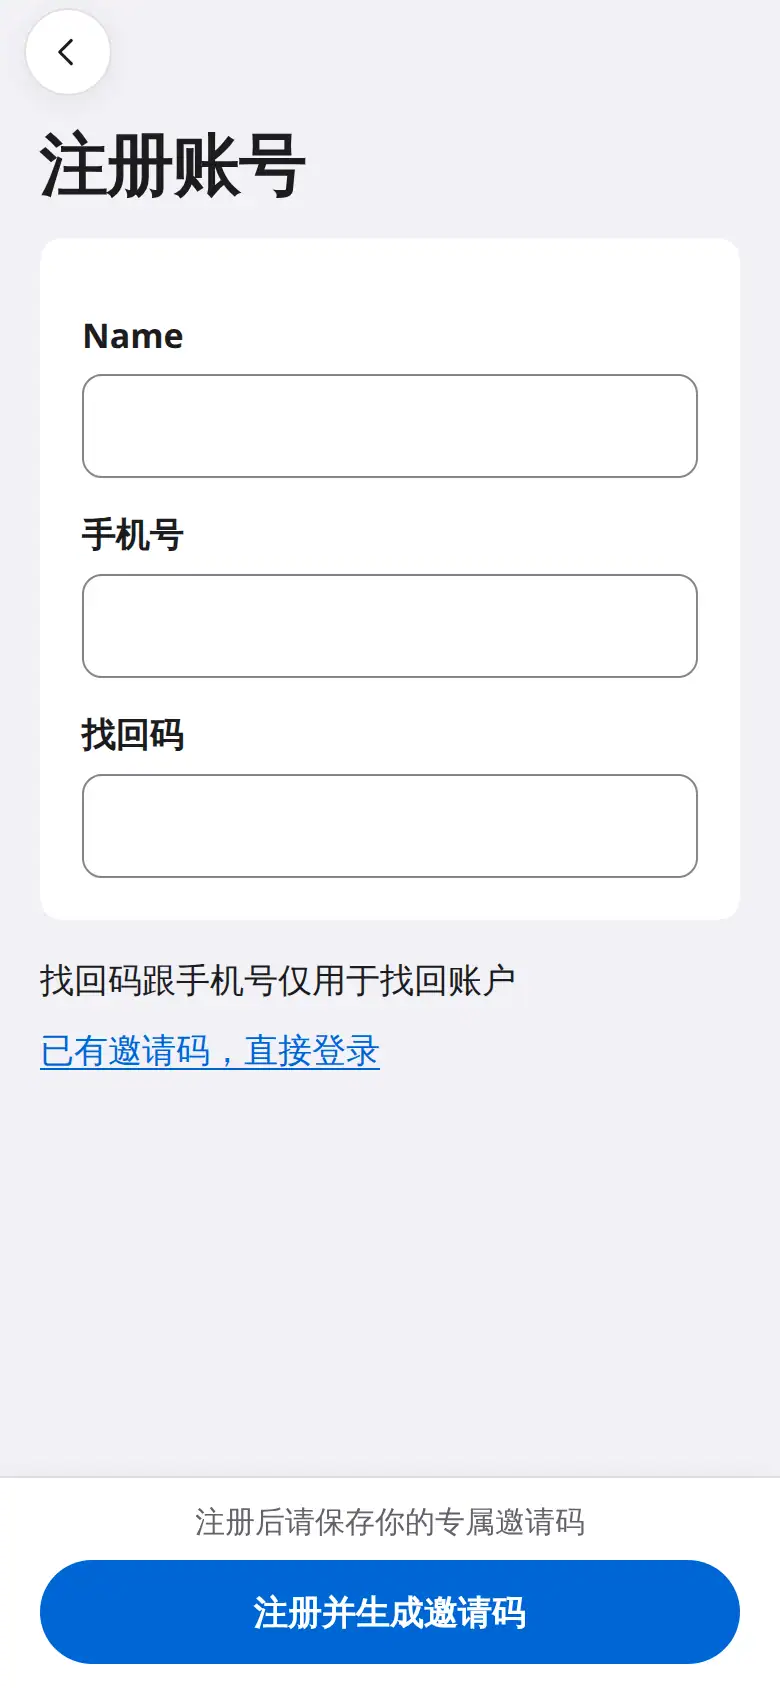 注册账号
Name
手机号
找回码
找回码跟手机号仅用于找回账户
已有邀请码，直接登录
注册后请保存你的专属邀请码
注册并生成邀请码